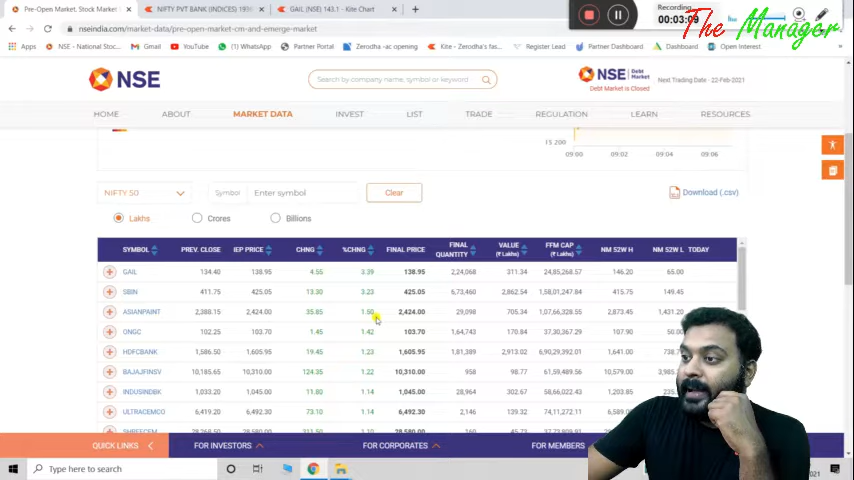 Pre-Open Market, Stock Market
NIFTY PVT BANK (INDICES)
GAIL (NSE) 143.1 - Kite Chart
Recording
00:03:09
The Manager
nseindia.com/market-data/pre-open-market-cm-and-emerge-market
Apps
NSE - National Stoc...
Gmail
YouTube
(1) WhatsApp
Partner Portal
Zerodha -ac opening
Kite - Zerodha's fas...
Register Lead
Partner Dashboard
Dashboard
Open Interest
NSE
Search by company name, symbol or keyword
NSE Debt Market
Debt Market is Closed
Next Trading Date -22-Feb-2021
HOME ABOUT MARKET DATA INVEST LIST TRADE REGULATION LEARN RESOURCES
15 200
09:00 09:02 09:04 09:06
NIFTY 50
Symbol
Enter symbol
Clear
Download (.csv)
Lakhs Crores Billions
SYMBOL PREV. CLOSE IEP PRICE CHNG %CHNG FINAL PRICE FINAL QUANTITY VALUE (₹ Lakhs) FFM CAP (₹ Lakhs) NM 52W H NM 52W L TODAY
GAIL 134.40 138.95 4.55 3.39 138.95 2,24,068 311.34 24,85,268.57 146.20 65.00
SBIN 411.75 425.05 13.30 3.23 425.05 6,73,460 2,862.54 1,58,01,247.84 415.75 149.45
ASIANPAINT 2,388.15 2,424.00 35.85 1.50 2,424.00 29,098 705.34 1,07,66,328.55 2,873.45 1,431.20
ONGC 102.25 103.70 1.45 1.42 103.70 1,64,743 170.84 37,30,367.29 107.90 50.00
HDFCBANK 1,586.50 1,605.95 19.45 1.23 1,605.95 1,81,389 2,913.02 6,90,29,392.01 1,641.00
BAJAJFINSV 10,185.65 10,310.00 124.35 1.22 10,310.00 958 98.77 61,59,489.56 10,579.00
INDUSINDBK 1,033.20 1,045.00 11.80 1.14 1,045.00 28,964 302.67 58,66,022.43 1,203.85
ULTRACEMCO 6,419.20 6,492.30 73.10 1.14 6,492.30 2,146 139.32 74,11,272.11
QUICK LINKS
FOR INVESTORS
FOR CORPORATES
FOR MEMBERS
Type here to search